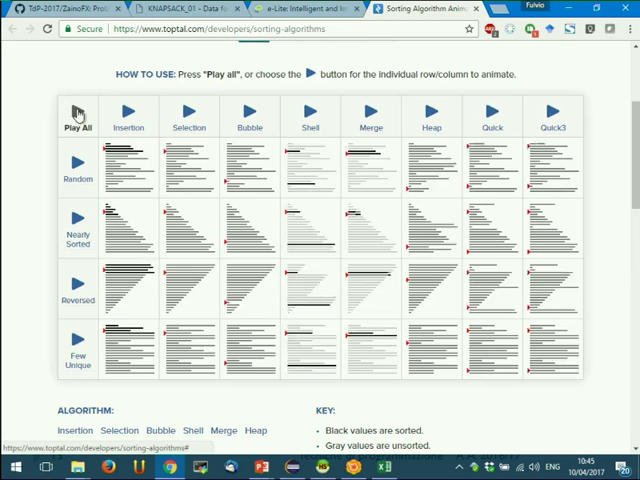 TdP-2017/ZainoFX: Prob
KNAPSACK_01 - Data for
e-Lite: Intelligent and In
Sorting Algorithm Anim
Fulvio
Secure
https://www.toptal.com/developers/sorting-algorithms
HOW TO USE: Press "Play all", or choose the button for the individual row/column to animate.
Play All Insertion Selection Bubble Shell Merge Heap Quick Quick3
Random
Nearly
Sorted
Reversed
Few
Unique
ALGORITHM:
KEY:
Insertion Selection Bubble Shell Merge Heap
• Black values are sorted.
• Gray values are unsorted.
https://www.toptal.com/developers/sorting-algorithms#
ENG
10:45
10/04/2017
20